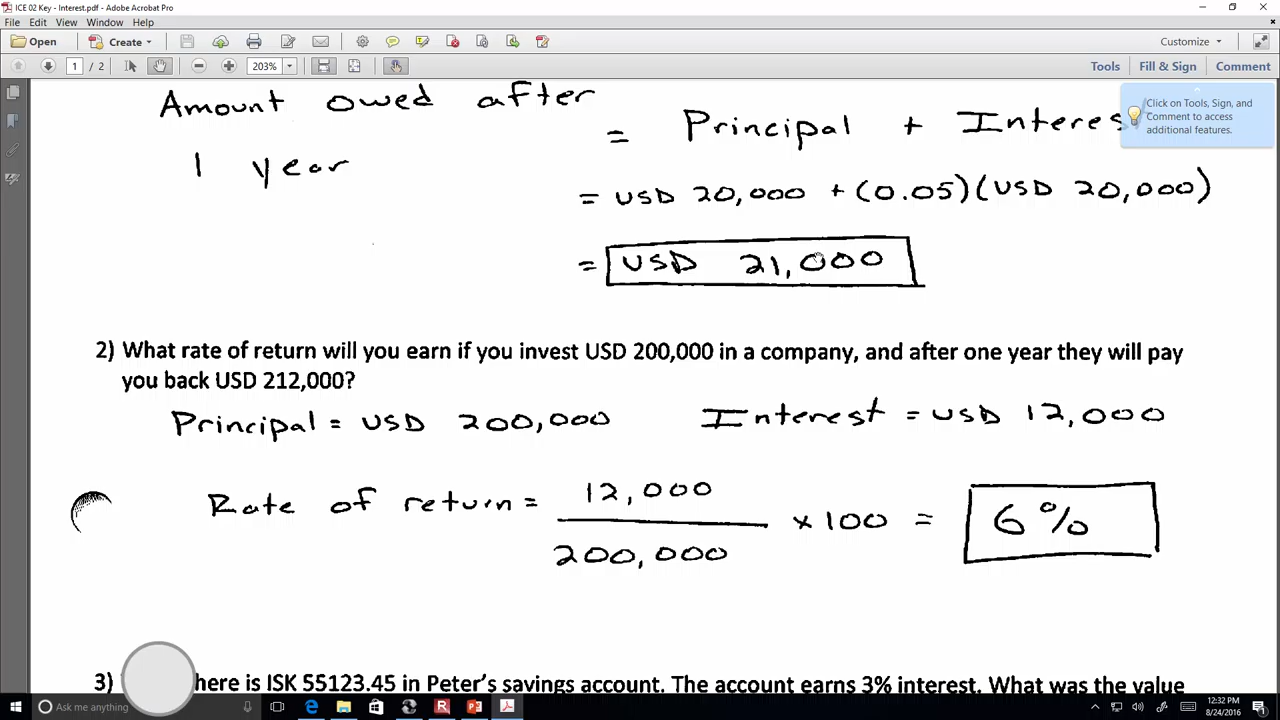 ICE 02 Key - Interest.pdf - Adobe Acrobat Pro
File Edit View Window Help
Open Create Customize
1 / 2 203% Tools Fill & Sign Comment
Click on Tools, Sign, and
Comment to access
additional features.
Amount owed after
1 year
= Principal + Interes
= USD 20,000 + (0.05)(USD 20,000)
= USD 21,000
2) What rate of return will you earn if you invest USD 200,000 in a company, and after one year they will pay
you back USD 212,000?
Principal = USD 200,000 Interest = USD 12,000
Rate of return = 12,000 / 200,000 × 100 = 6%
3) here is ISK 55123.45 in Peter's savings account. The account earns 3% interest. What was the value
Ask me anything
12:32 PM
8/24/2016